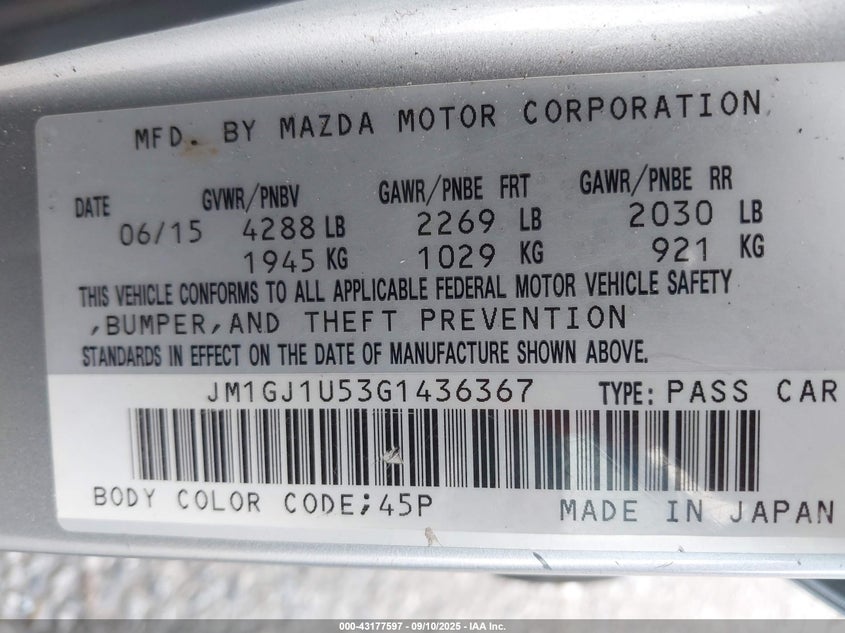 MFD. BY MAZDA MOTOR CORPORATION
DATE GVWR/PNBV GAWR/PNBE FRT GAWR/PNBE RR
06/15 4288 LB 2269 LB 2030 LB
1945 KG 1029 KG 921 KG
THIS VEHICLE CONFORMS TO ALL APPLICABLE FEDERAL MOTOR VEHICLE SAFETY
,BUMPER,AND THEFT PREVENTION
STANDARDS IN EFFECT ON THE DATE OF MANUFACTURE SHOWN ABOVE.
JM1GJ1U53G1436367 TYPE: PASS CAR
BODY COLOR CODE;45P MADE IN JAPAN
000-43177597 - 09/10/2025 - IAA Inc.